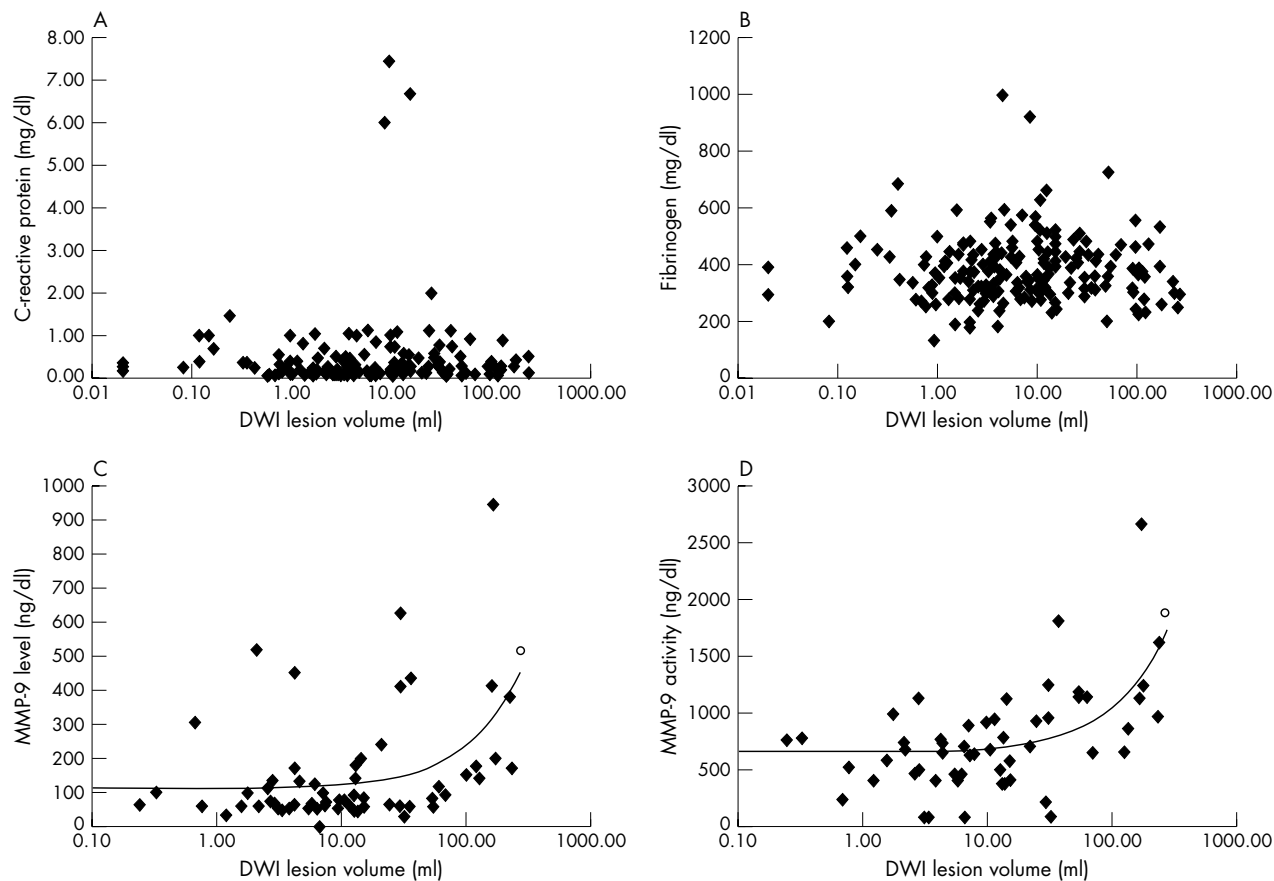 A
C-reactive protein (mg/dl)
8.00
7.00
6.00
5.00
4.00
3.00
2.00
1.00
0.00
0.01 0.10 1.00 10.00 100.00 1000.00
DWI lesion volume (ml)
B
Fibrinogen (mg/dl)
1200
1000
800
600
400
200
0
0.01 0.10 1.00 10.00 100.00 1000.00
DWI lesion volume (ml)
C
MMP-9 level (ng/dl)
1000
900
800
700
600
500
400
300
200
100
0
0.10 1.00 10.00 100.00 1000.00
DWI lesion volume (ml)
D
MMP-9 activity (ng/dl)
3000
2500
2000
1500
1000
500
0
0.10 1.00 10.00 100.00 1000.00
DWI lesion volume (ml)